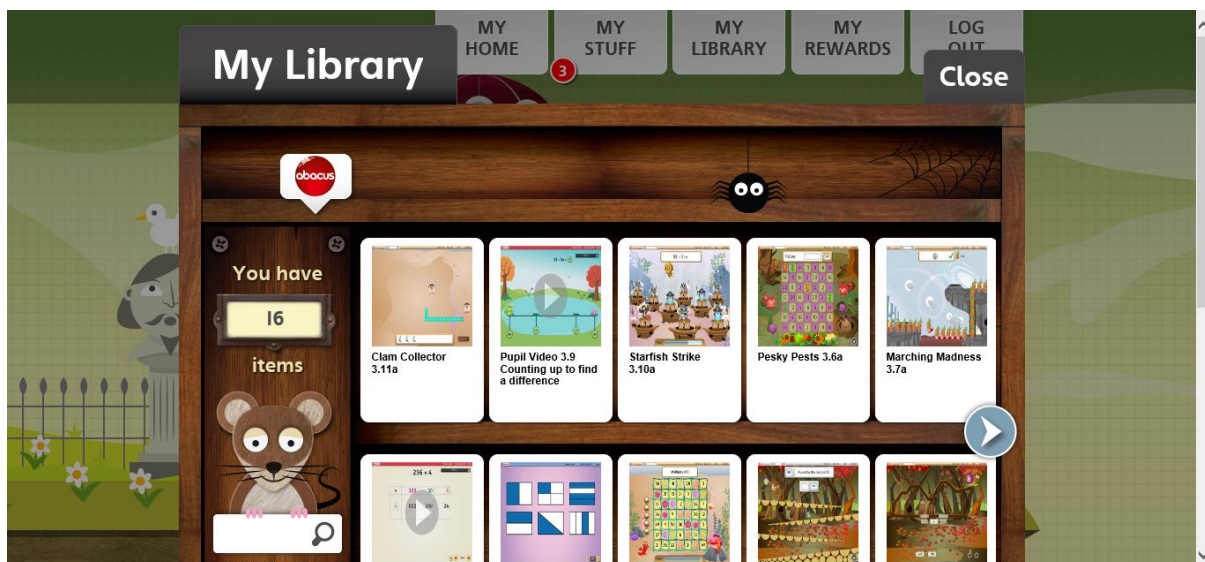 MY HOME
MY STUFF
MY LIBRARY
MY REWARDS
LOG OUT
3
My Library
Close
abacus
You have
16
items
Clam Collector
3.11a
Pupil Video 3.9
Counting up to find
a difference
Starfish Strike
3.10a
Pesky Pests 3.6a
Marching Madness
3.7a
256 × 4